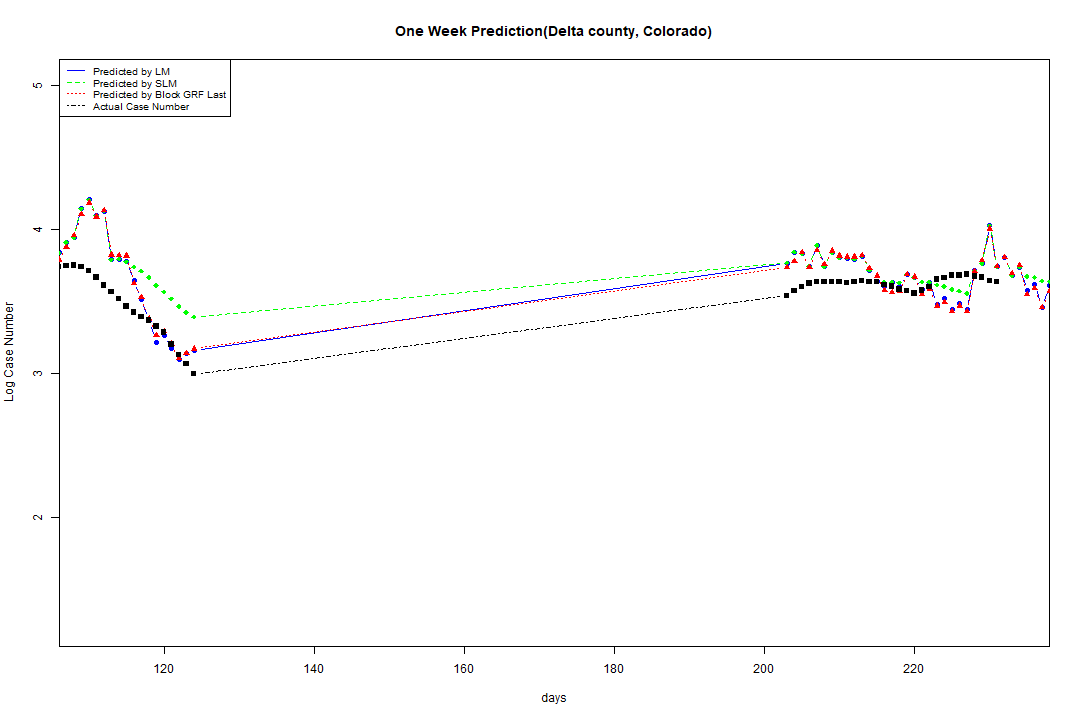 One Week Prediction(Delta county, Colorado)
Predicted by LM
Predicted by SLM
Predicted by Block GRF Last
Actual Case Number
5
4
3
2
Log Case Number
120 140 160 180 200 220
days